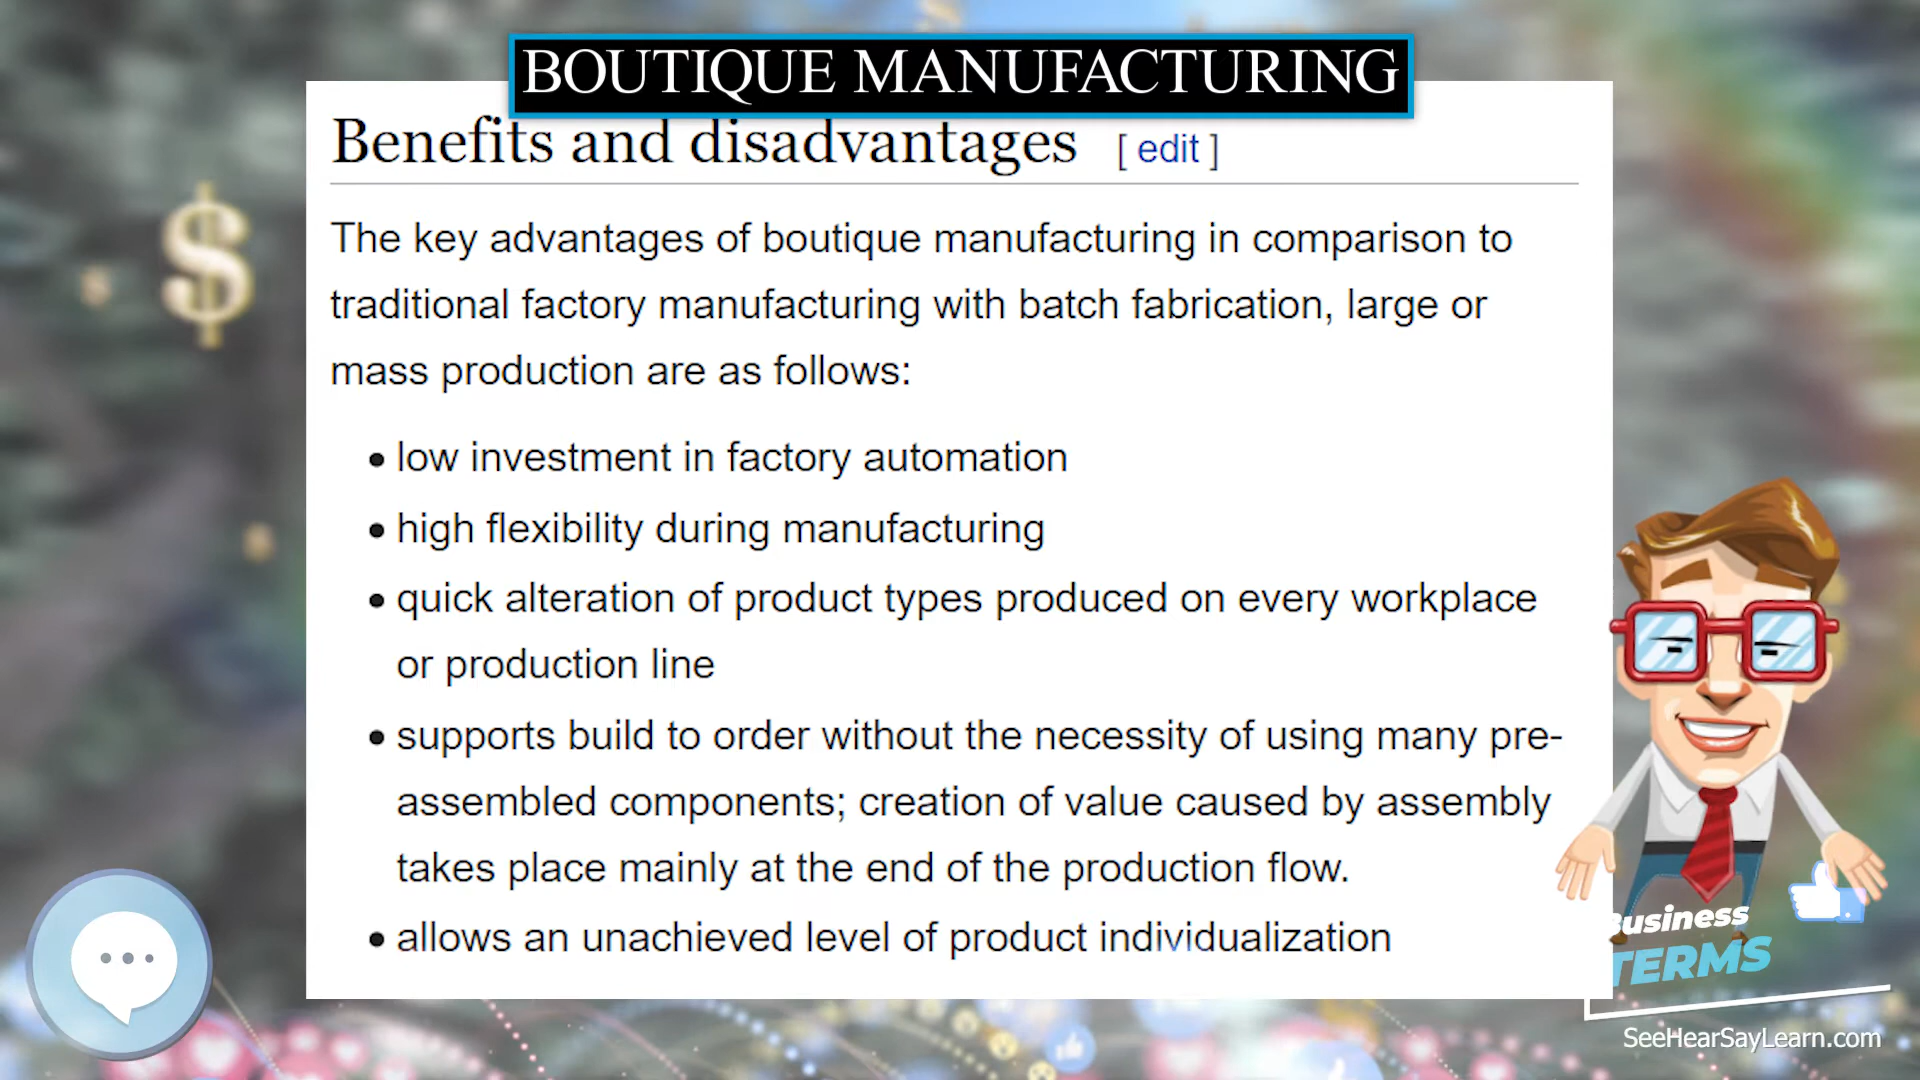 BOUTIQUE MANUFACTURING
Benefits and disadvantages [ edit ]
The key advantages of boutique manufacturing in comparison to
traditional factory manufacturing with batch fabrication, large or
mass production are as follows:
• low investment in factory automation
• high flexibility during manufacturing
• quick alteration of product types produced on every workplace
or production line
• supports build to order without the necessity of using many pre-
assembled components; creation of value caused by assembly
takes place mainly at the end of the production flow.
• allows an unachieved level of product individualization
$
Business
TERMS
SeeHearSayLearn.com